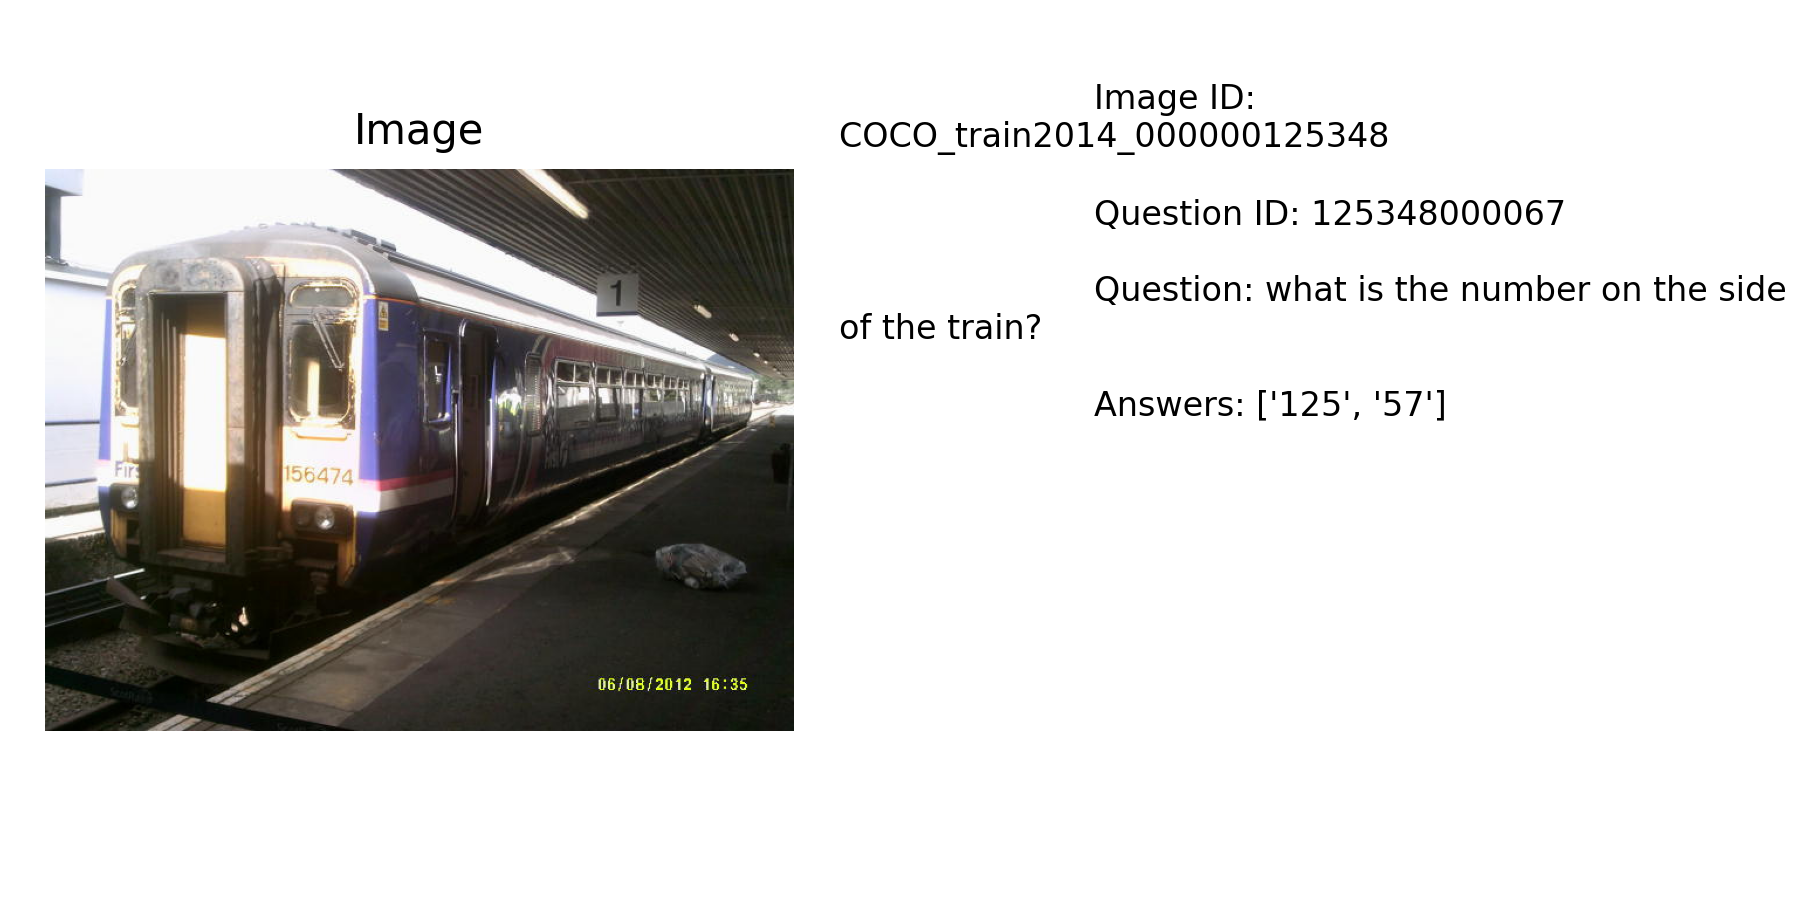 Image
Image ID:
COCO_train2014_000000125348
Question ID: 125348000067
Question: what is the number on the side
of the train?
Answers: ['125', '57']
1
156474
First
06/08/2012 16:35